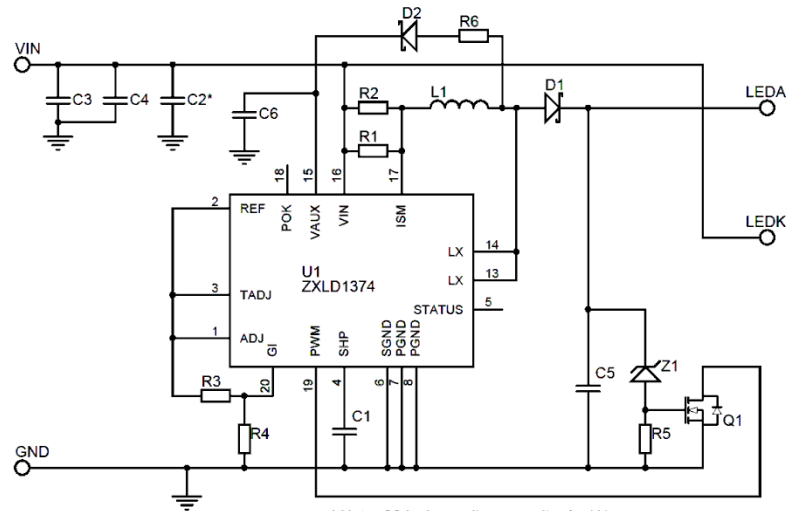 D2
R6
VIN
C3
C4
C2*
C6
R2
L1
D1
R1
LEDA
18
15
16
17
2
REF
POK
VAUX
VIN
ISM
LEDK
LX
14
U1
ZXLD1374
LX
13
3
TADJ
STATUS
5
1
ADJ
GI
PWM
SHP
SGND
PGND
PGND
20
19
4
6
7
8
R3
R4
C1
C5
Z1
R5
Q1
GND